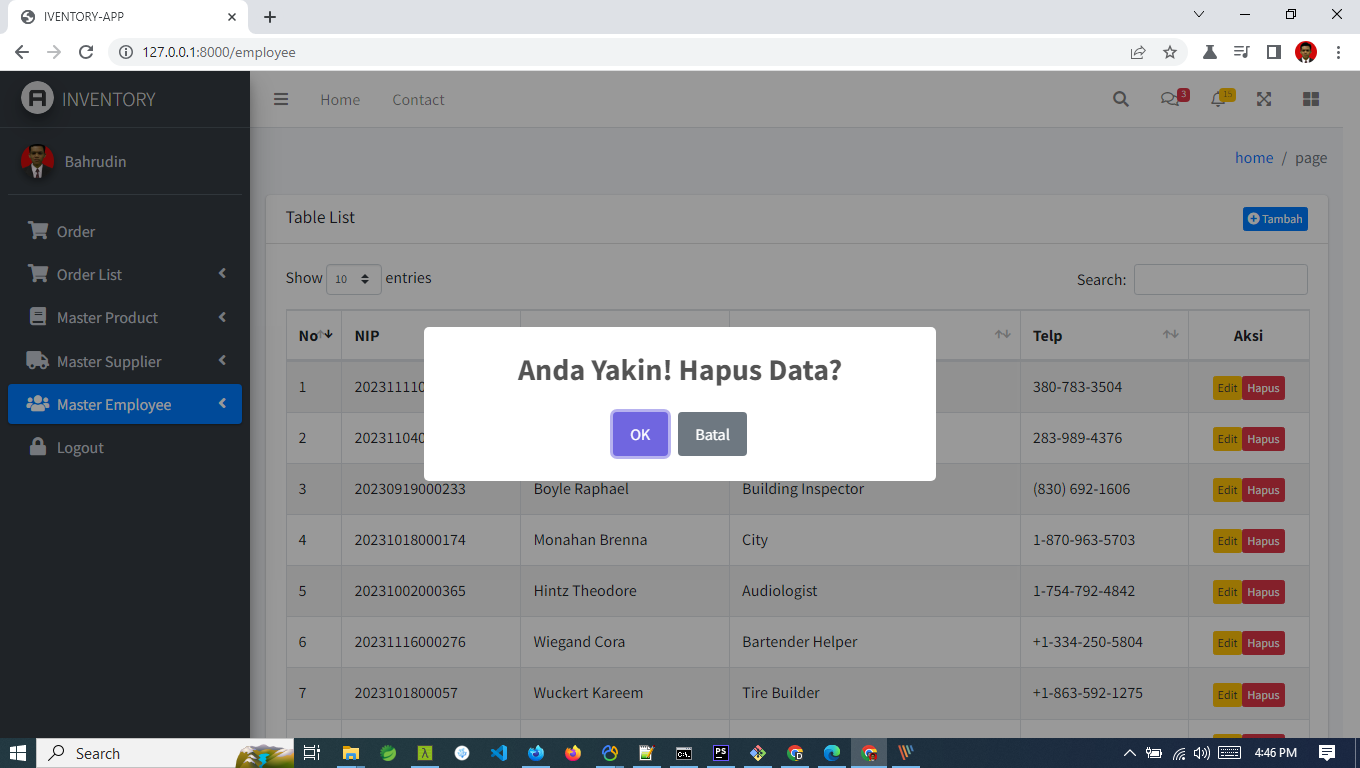 IVENTORY-APP
127.0.0.1:8000/employee
INVENTORY
Home Contact 3 15
Bahrudin
home / page
Order
Order List
Master Product
Master Supplier
Master Employee
Logout
Table List Tambah
Show 10 entries Search:
No NIP Telp Aksi
1 202311110 380-783-3504 Edit Hapus
2 202311040 283-989-4376 Edit Hapus
Anda Yakin! Hapus Data?
OK Batal
3 20230919000233 Boyle Raphael Building Inspector (830) 692-1606 Edit Hapus
4 20231018000174 Monahan Brenna City 1-870-963-5703 Edit Hapus
5 20231002000365 Hintz Theodore Audiologist 1-754-792-4842 Edit Hapus
6 20231116000276 Wiegand Cora Bartender Helper +1-334-250-5804 Edit Hapus
7 2023101800057 Wuckert Kareem Tire Builder +1-863-592-1275 Edit Hapus
Search 4:46 PM